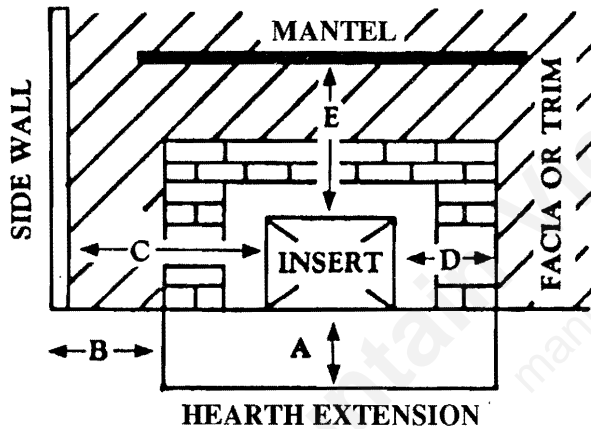 MANTEL
E
SIDE WALL
FACIA OR TRIM
C
INSERT
D
B
A
HEARTH EXTENSION